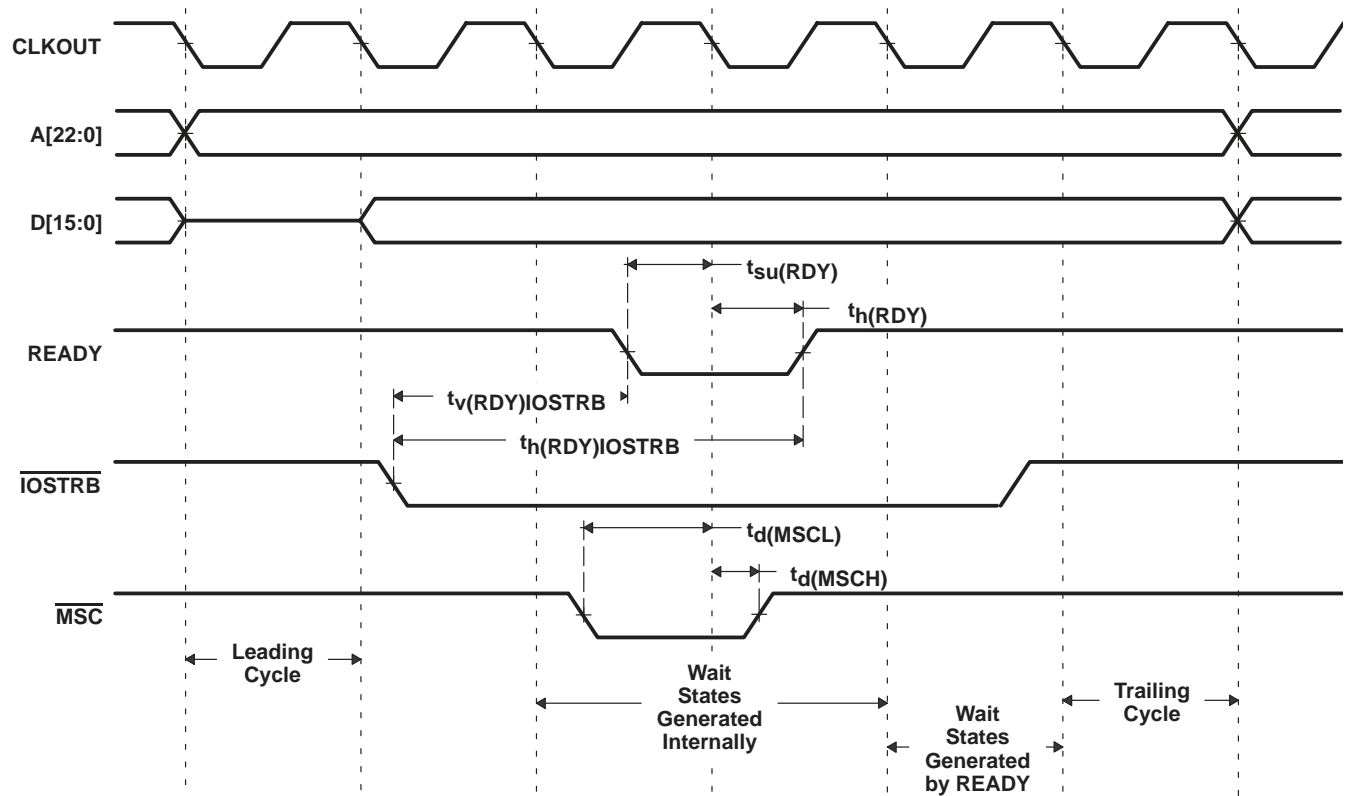 CLKOUT
A[22:0]
D[15:0]
tsu(RDY)
th(RDY)
READY
tv(RDY)IOSTRB
th(RDY)IOSTRB
IOSTRB
td(MSCL)
td(MSCH)
MSC
Leading
Cycle
Wait
States
Generated
Internally
Wait
States
Generated
by READY
Trailing
Cycle